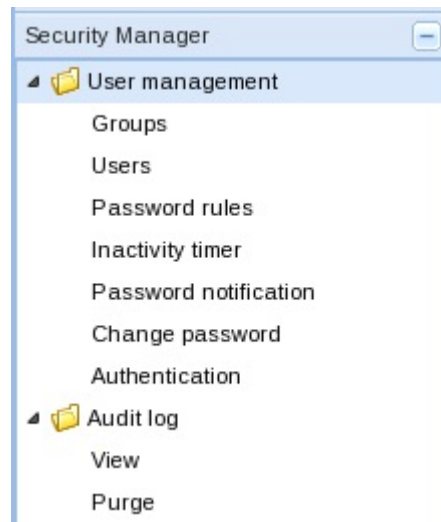 Security Manager
User management
Groups
Users
Password rules
Inactivity timer
Password notification
Change password
Authentication
Audit log
View
Purge